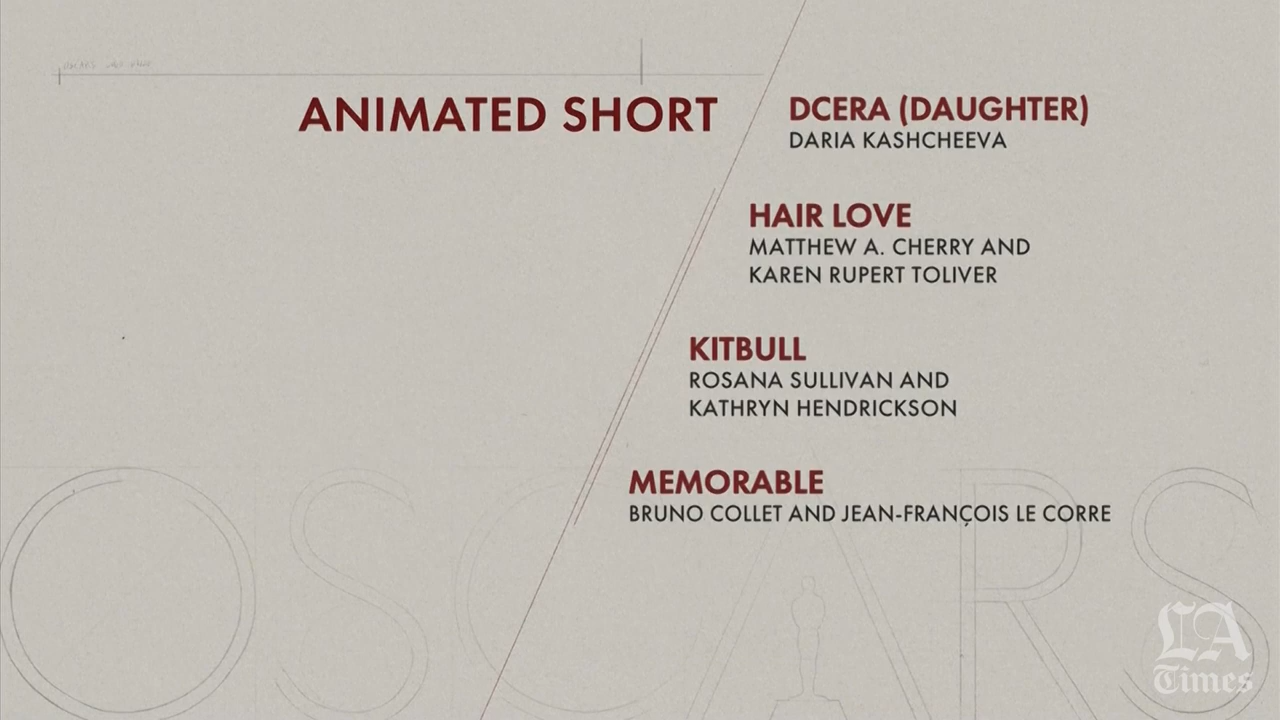 ANIMATED SHORT
DCERA (DAUGHTER)
DARIA KASHCHEEVA
HAIR LOVE
MATTHEW A. CHERRY AND
KAREN RUPERT TOLIVER
KITBULL
ROSANA SULLIVAN AND
KATHRYN HENDRICKSON
MEMORABLE
BRUNO COLLET AND JEAN-FRANÇOIS LE CORRE
OSCARS
LA
Times